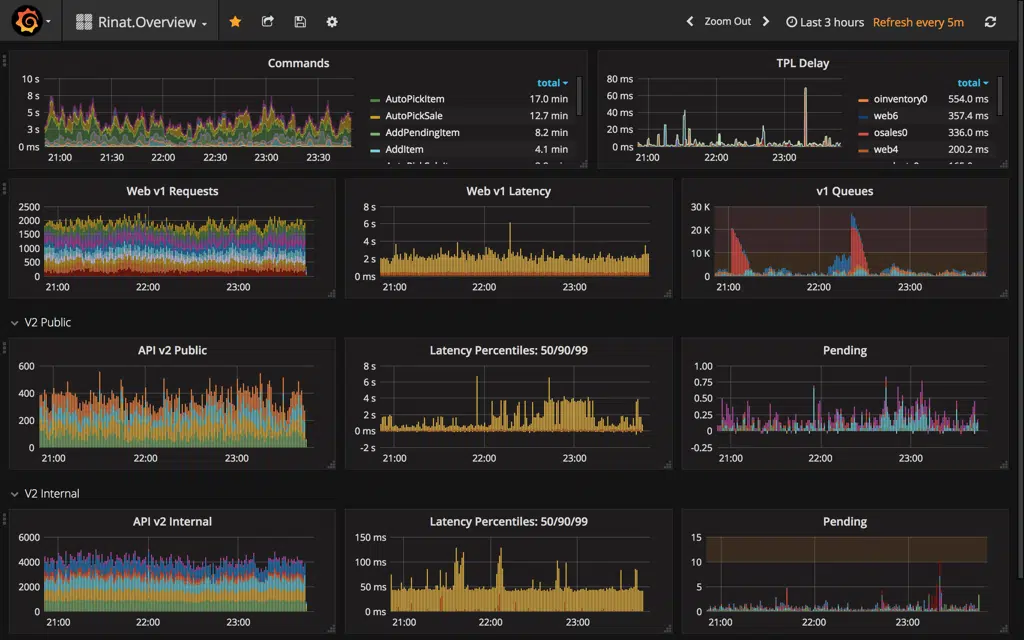 Rinat.Overview
Zoom Out
Last 3 hours
Refresh every 5m
Commands
10 s
8 s
5 s
3 s
0 ms
21:00 21:30 22:00 22:30 23:00 23:30
total
AutoPickItem 17.0 min
AutoPickSale 12.7 min
AddPendingItem 8.2 min
AddItem 4.1 min
TPL Delay
80 ms
60 ms
40 ms
20 ms
0 ms
21:00 22:00 23:00
total
oinventory0 554.0 ms
web6 357.4 ms
osales0 336.0 ms
web4 200.2 ms
Web v1 Requests
2500
2000
1500
1000
500
0
21:00 22:00 23:00
Web v1 Latency
8 s
6 s
4 s
2 s
0 ms
21:00 22:00 23:00
v1 Queues
30 K
20 K
10 K
0
21:00 22:00 23:00
V2 Public
API v2 Public
600
400
200
0
21:00 22:00 23:00
Latency Percentiles: 50/90/99
8 s
6 s
4 s
2 s
0 ms
-2 s
21:00 22:00 23:00
Pending
1.00
0.75
0.50
0.25
0
-0.25
21:00 22:00 23:00
V2 Internal
API v2 Internal
6000
4000
2000
0
21:00 22:00 23:00
Latency Percentiles: 50/90/99
150 ms
100 ms
50 ms
0 ms
21:00 22:00 23:00
Pending
15
10
5
0
21:00 22:00 23:00